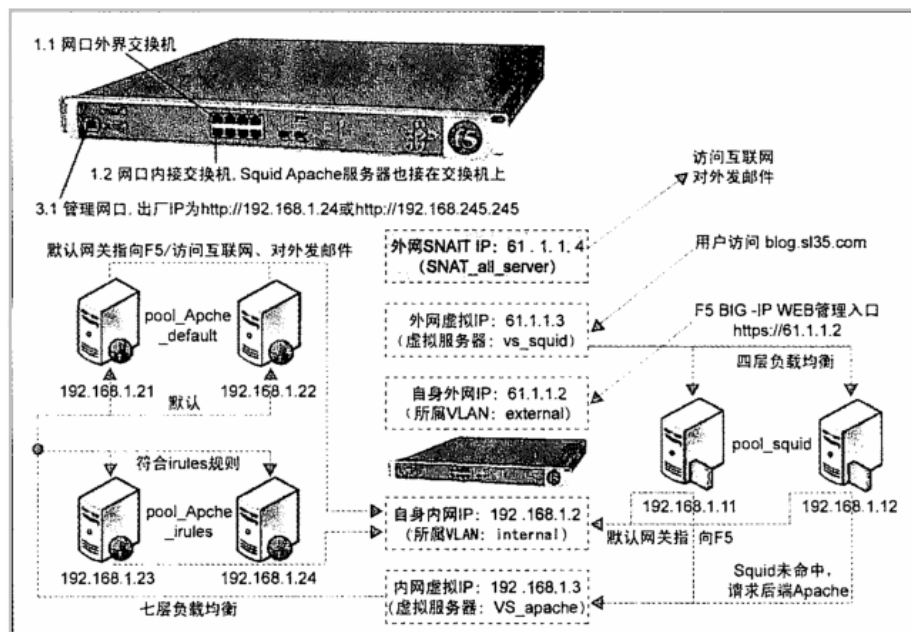 1.1 网口外界交换机
f5
1.2 网口内接交换机, Squid Apache服务器也接在交换机上
3.1 管理网口, 出厂IP为http://192.168.1.24或http://192.168.245.245
访问互联网
对外发邮件
默认网关指向F5/访问互联网、对外发邮件
外网SNAIT IP: 61.1.1.4
(SNAT_all_server)
用户访问 blog.sl35.com
pool_Apche
_default
外网虚拟IP: 61.1.1.3
(虚拟服务器: vs_squid)
F5 BIG-IP WEB管理入口
https://61.1.1.2
四层负载均衡
192.168.1.21
192.168.1.22
默认
自身外网IP: 61.1.1.2
(所属VLAN: external)
pool_squid
符合irules规则
pool_Apche
_irules
192.168.1.11
192.168.1.12
自身内网IP: 192.168.1.2
(所属VLAN: internal)
默认网关指 向F5
192.168.1.23
192.168.1.24
七层负载均衡
内网虚拟IP: 192.168.1.3
(虚拟服务器: VS_apache)
Squid未命中,
请求后端Apache